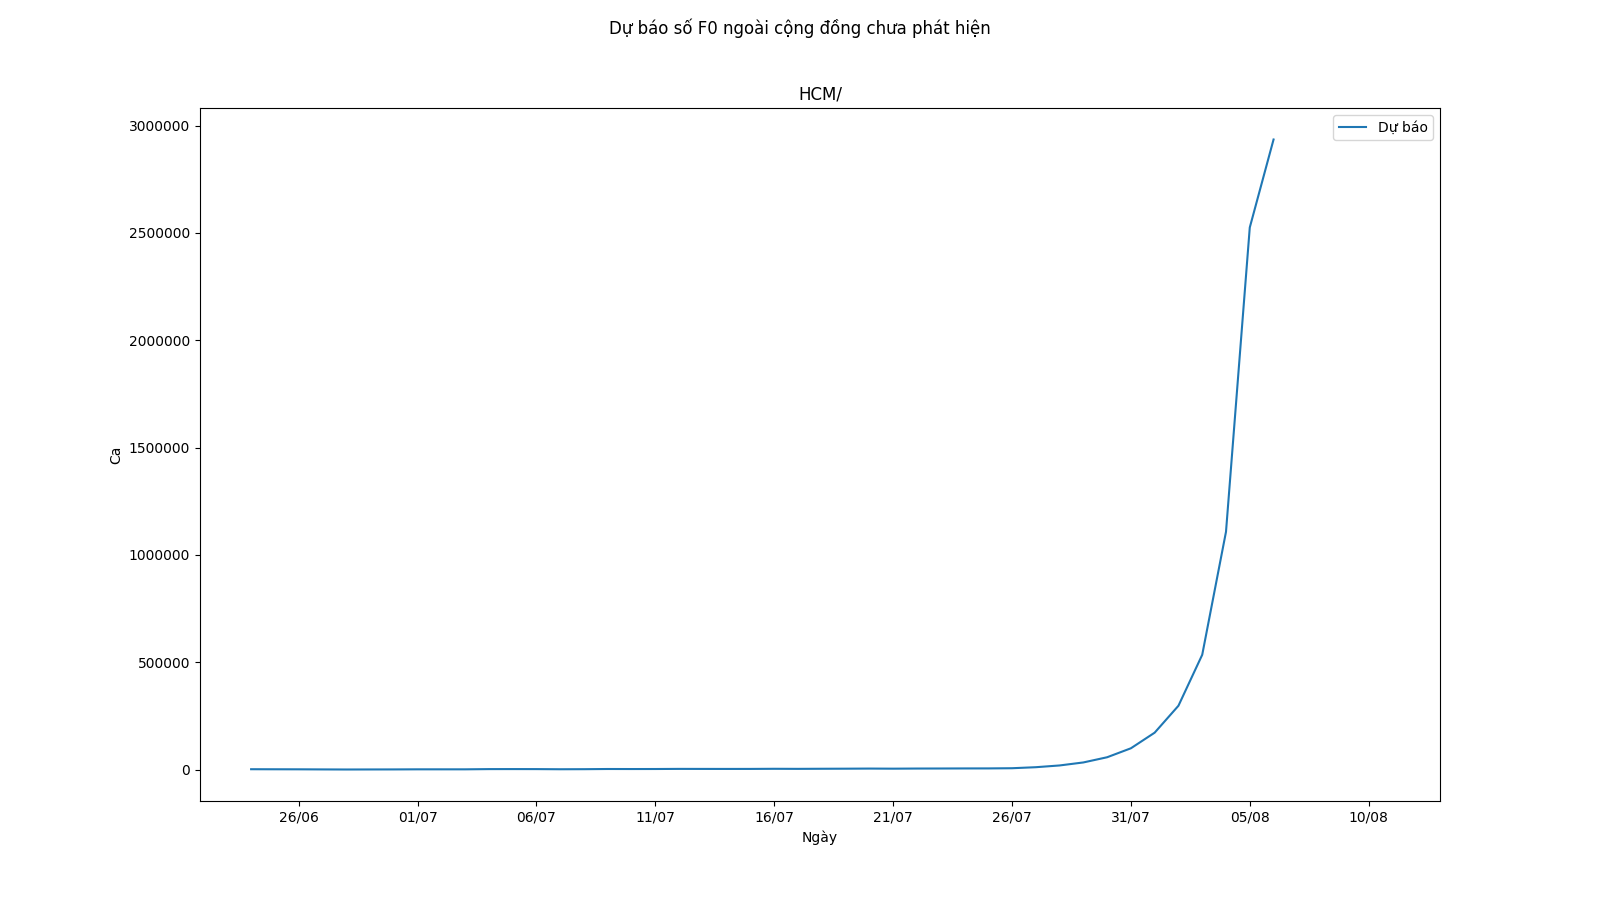 Dự báo số F0 ngoài cộng đồng chưa phát hiện
HCM/
Dự báo
3000000
2500000
2000000
1500000
1000000
500000
0
Ca
26/06 01/07 06/07 11/07 16/07 21/07 26/07 31/07 05/08 10/08
Ngày